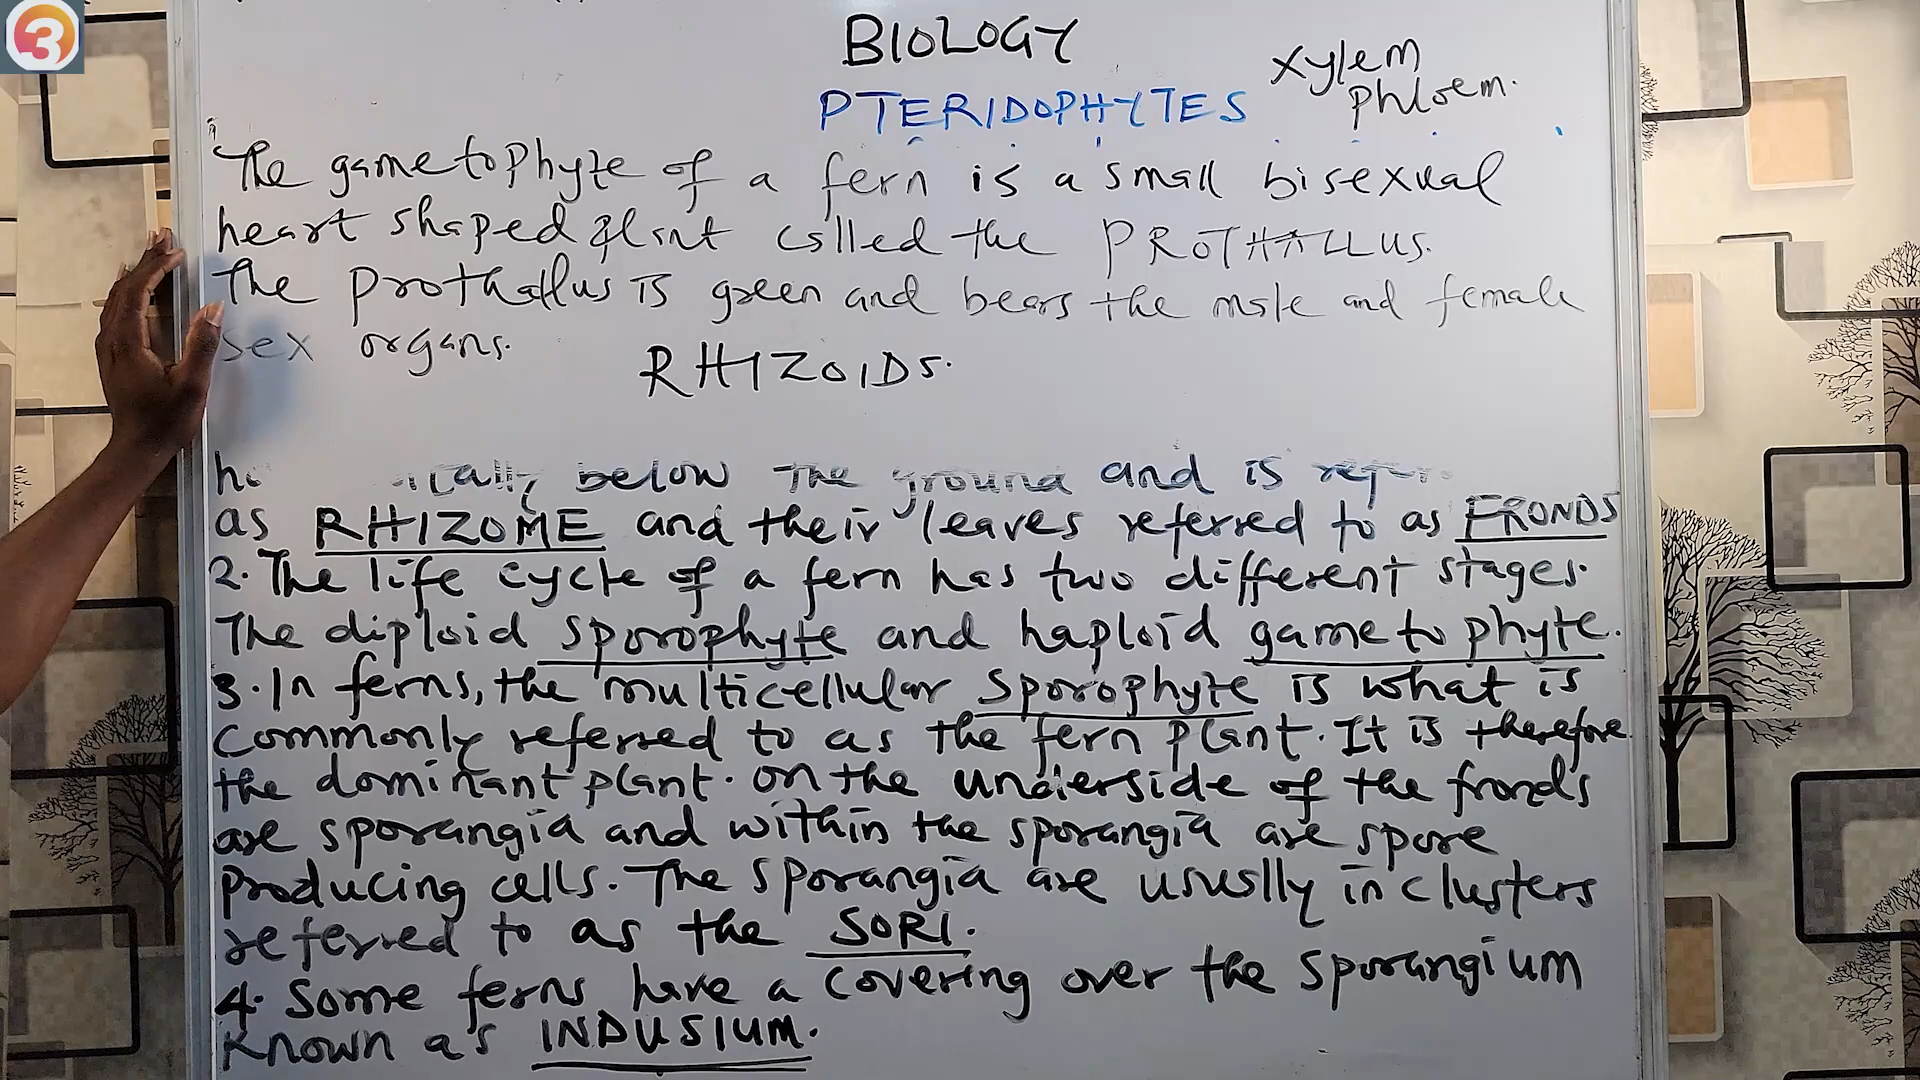 3
BIOLOGY
PTERIDOPHYTES
Xylem
Phloem.
The gametophyte of a fern is a small bisexual
heart shaped plant called the PROTHALLUS.
The prothallus is green and bears the male and female
sex organs.
RHIZOIDS.
below the ground and is
as RHIZOME and their leaves referred to as FRONDS
2. The life cycle of a fern has two different stages.
The diploid sporophyte and haploid gametophyte.
3. In ferns, the multicellular sporophyte is what is
commonly referred to as the fern plant. It is therefore
the dominant plant. on the underside of the fronds
are sporangia and within the sporangia are spore
producing cells. The sporangia are usually in clusters
referred to as the SORI.
4. Some ferns have a covering over the sporangium
known as INDUSIUM.